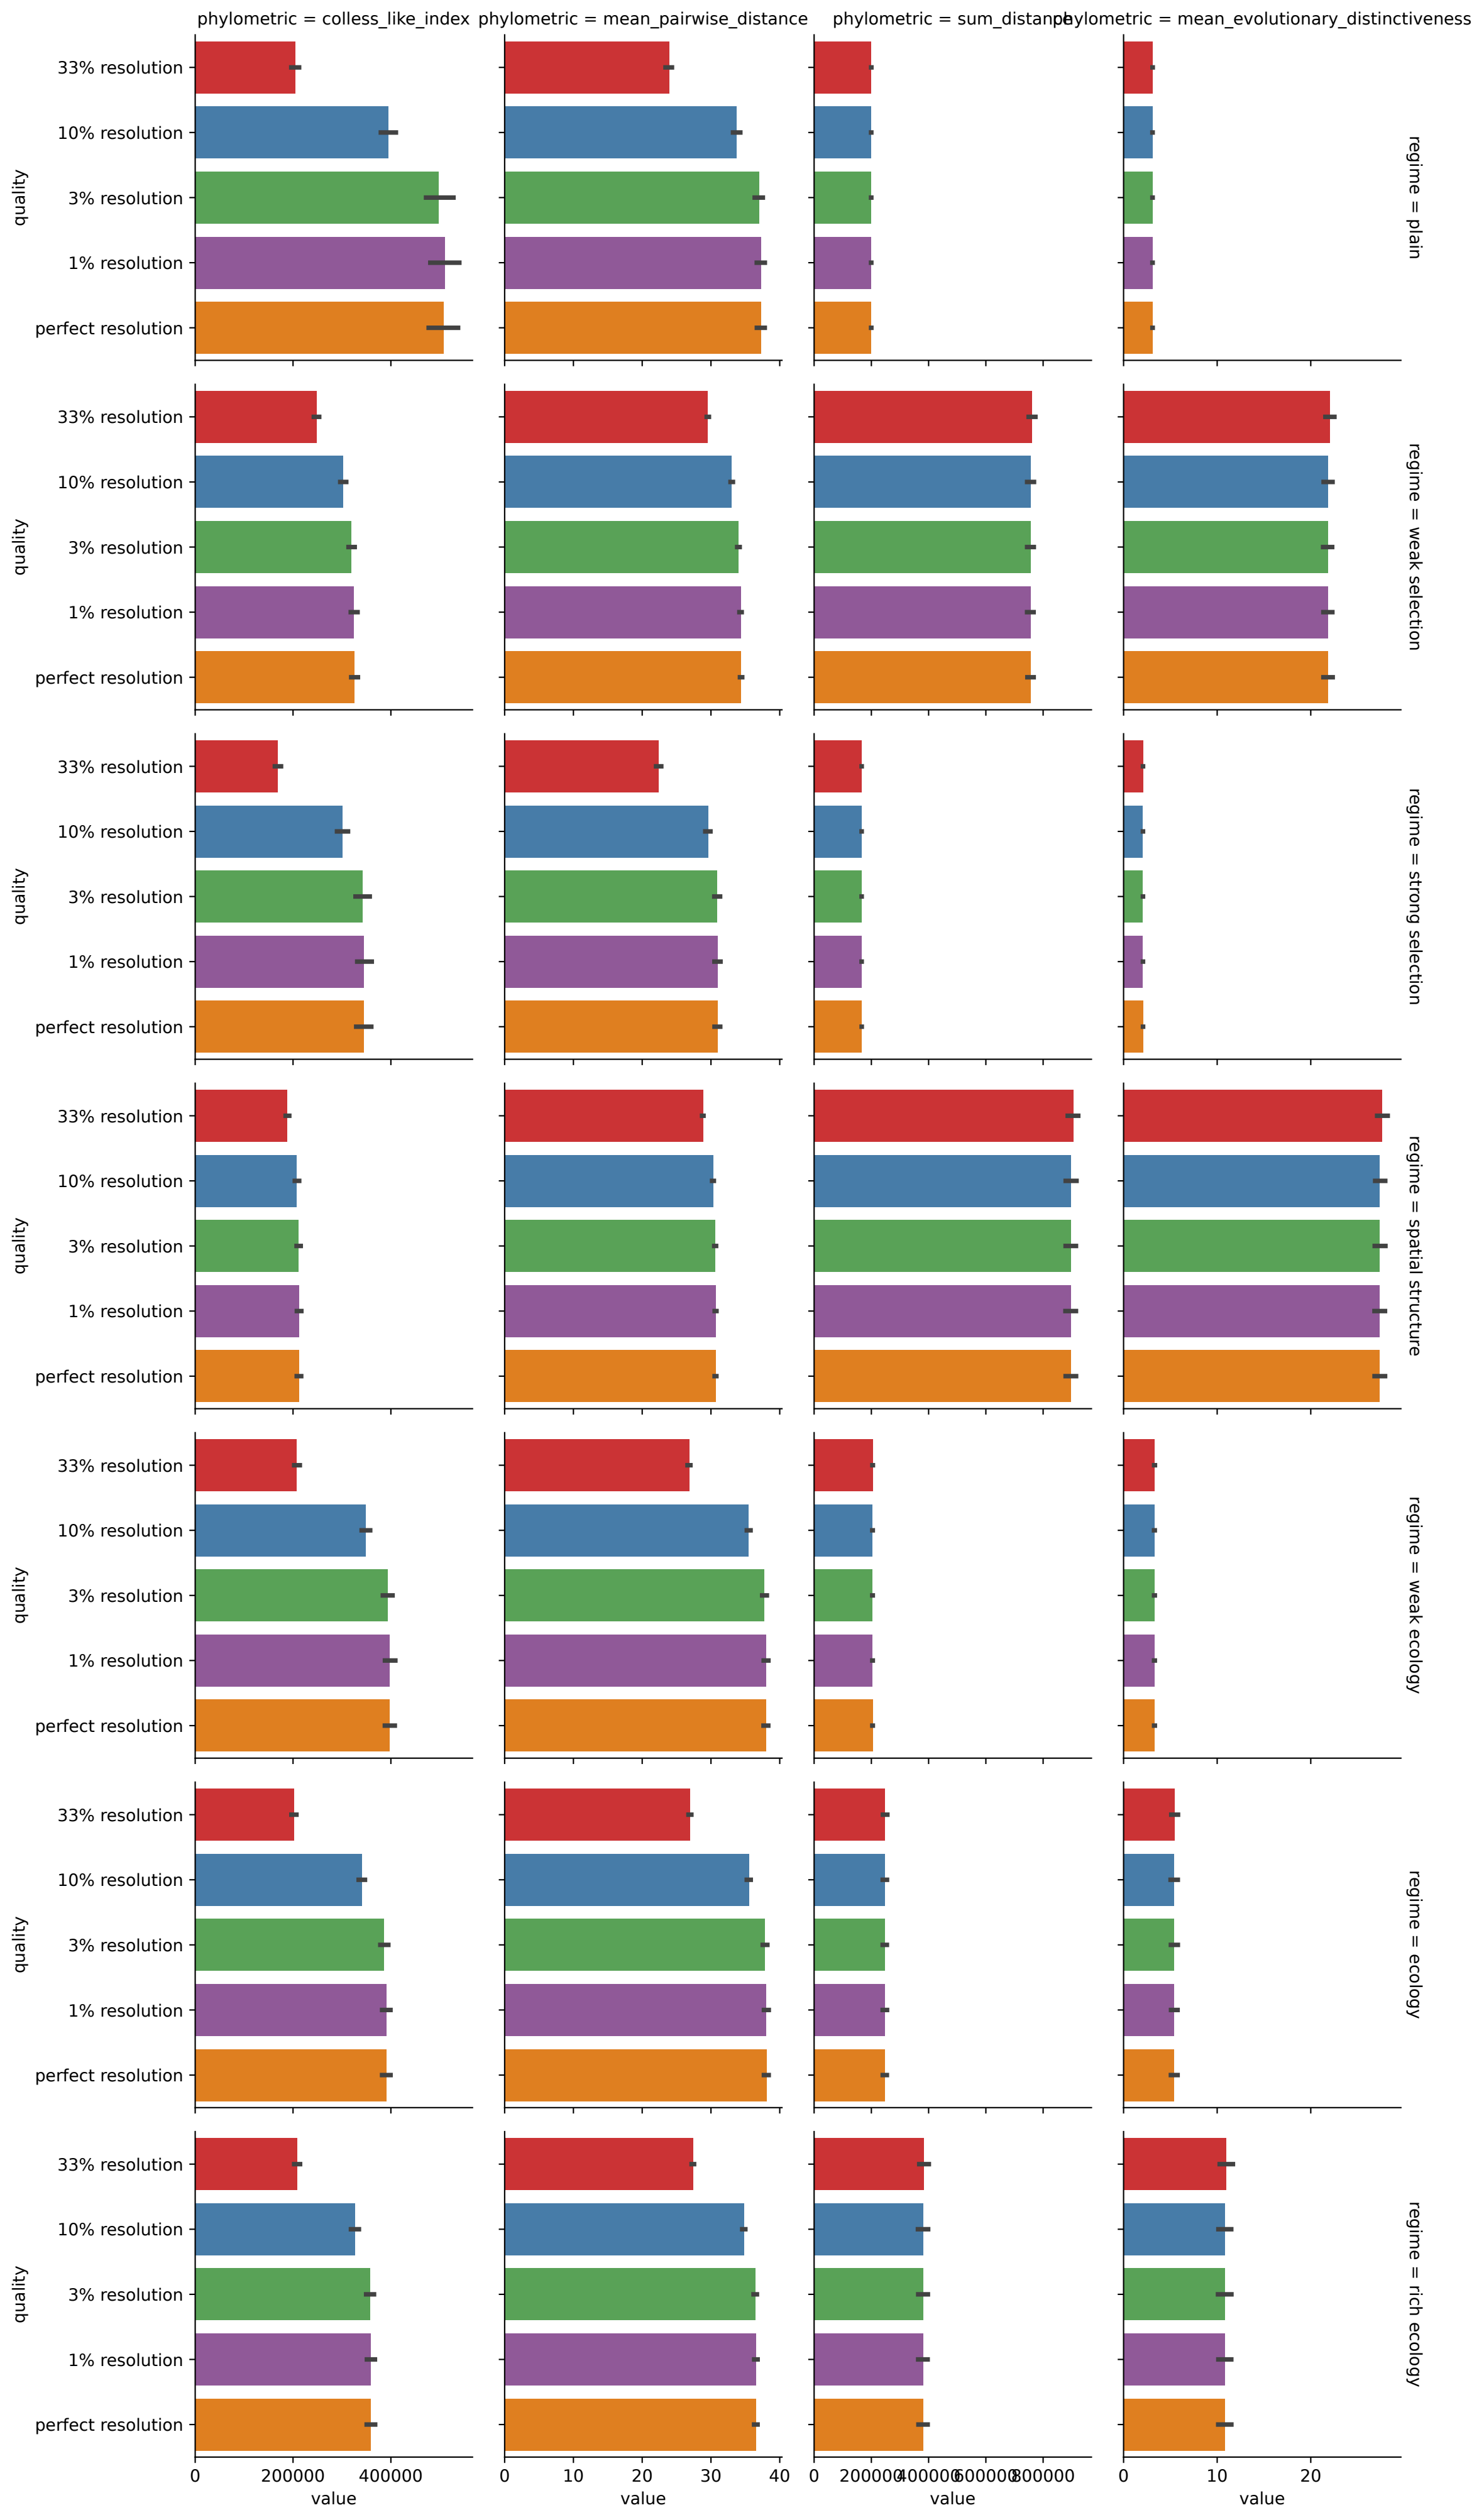 phylometric = colless_like_index
phylometric = mean_pairwise_distance
phylometric = sum_distance
phylometric = mean_evolutionary_distinctiveness
33% resolution
10% resolution
3% resolution
1% resolution
perfect resolution
quality
regime = plain
33% resolution
10% resolution
3% resolution
1% resolution
perfect resolution
quality
regime = weak selection
33% resolution
10% resolution
3% resolution
1% resolution
perfect resolution
quality
regime = strong selection
33% resolution
10% resolution
3% resolution
1% resolution
perfect resolution
quality
regime = spatial structure
33% resolution
10% resolution
3% resolution
1% resolution
perfect resolution
quality
regime = weak ecology
33% resolution
10% resolution
3% resolution
1% resolution
perfect resolution
quality
regime = ecology
33% resolution
10% resolution
3% resolution
1% resolution
perfect resolution
quality
regime = rich ecology
0 200000 400000
value
0 10 20 30 40
value
0 200000 400000 600000 800000
value
0 10 20
value